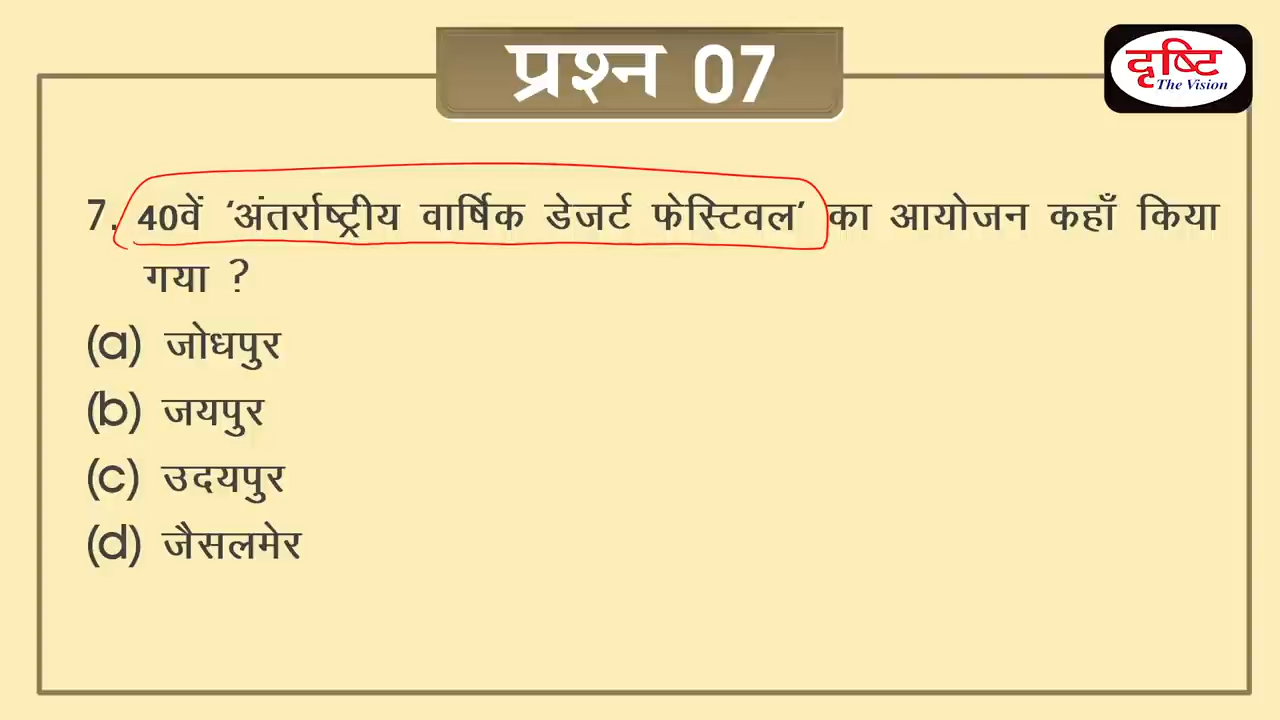 प्रश्न 07
दृष्टि
The Vision
7. 40वें ‘अंतर्राष्ट्रीय वार्षिक डेजर्ट फेस्टिवल’ का आयोजन कहाँ किया
गया ?
(a) जोधपुर
(b) जयपुर
(c) उदयपुर
(d) जैसलमेर